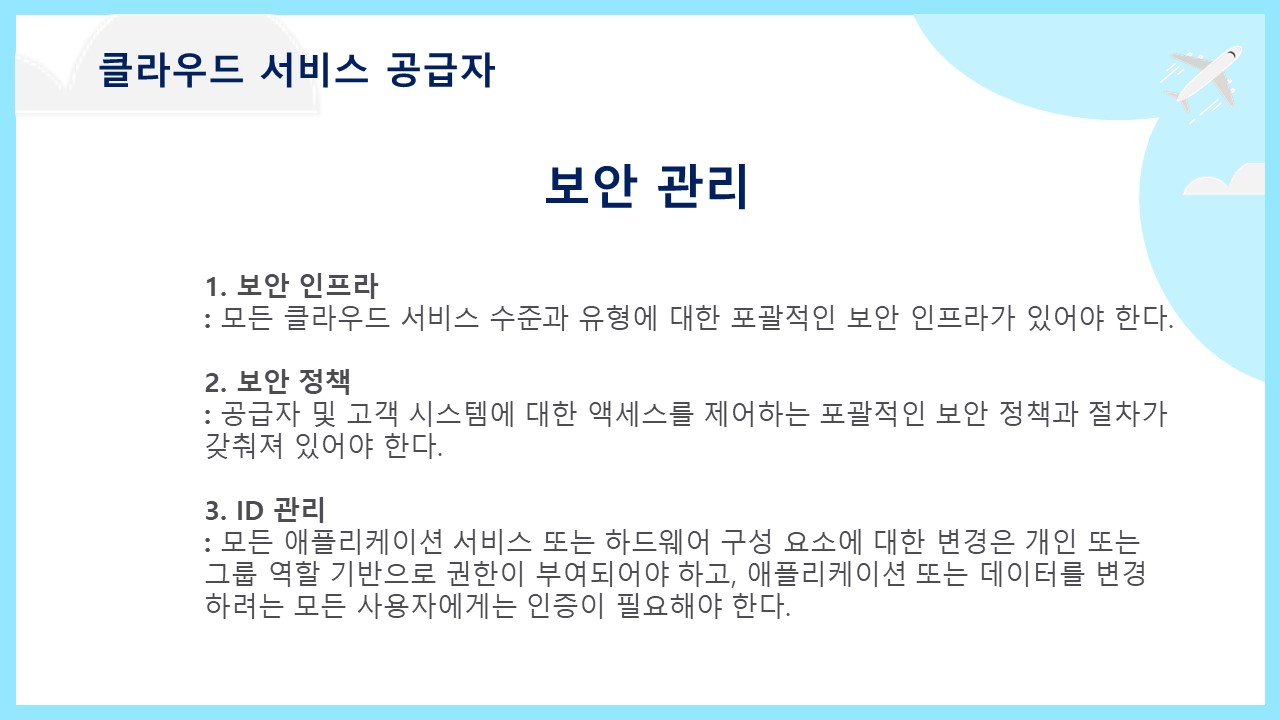 클라우드 서비스 공급자
보안 관리
1. 보안 인프라
: 모든 클라우드 서비스 수준과 유형에 대한 포괄적인 보안 인프라가 있어야 한다.
2. 보안 정책
: 공급자 및 고객 시스템에 대한 액세스를 제어하는 포괄적인 보안 정책과 절차가
갖춰져 있어야 한다.
3. ID 관리
: 모든 애플리케이션 서비스 또는 하드웨어 구성 요소에 대한 변경은 개인 또는
그룹 역할 기반으로 권한이 부여되어야 하고, 애플리케이션 또는 데이터를 변경
하려는 모든 사용자에게는 인증이 필요해야 한다.